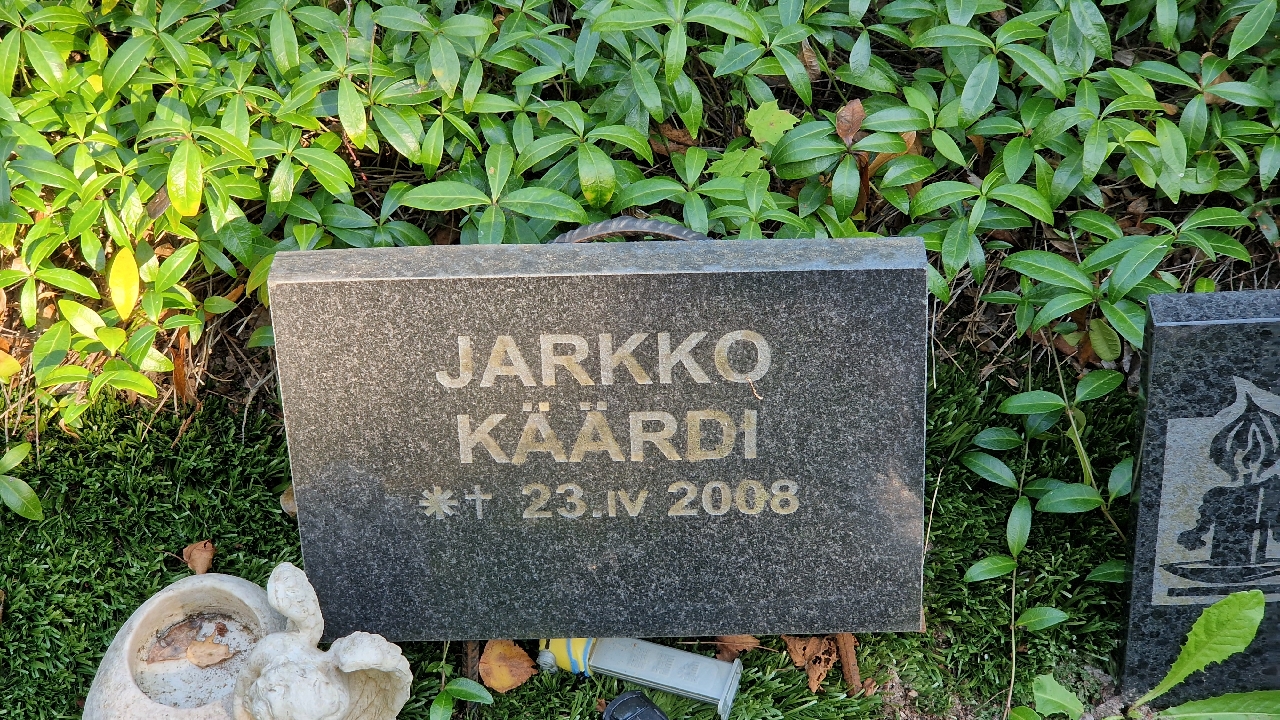 JARKKO
KÄÄRDI
*† 23.IV 2008